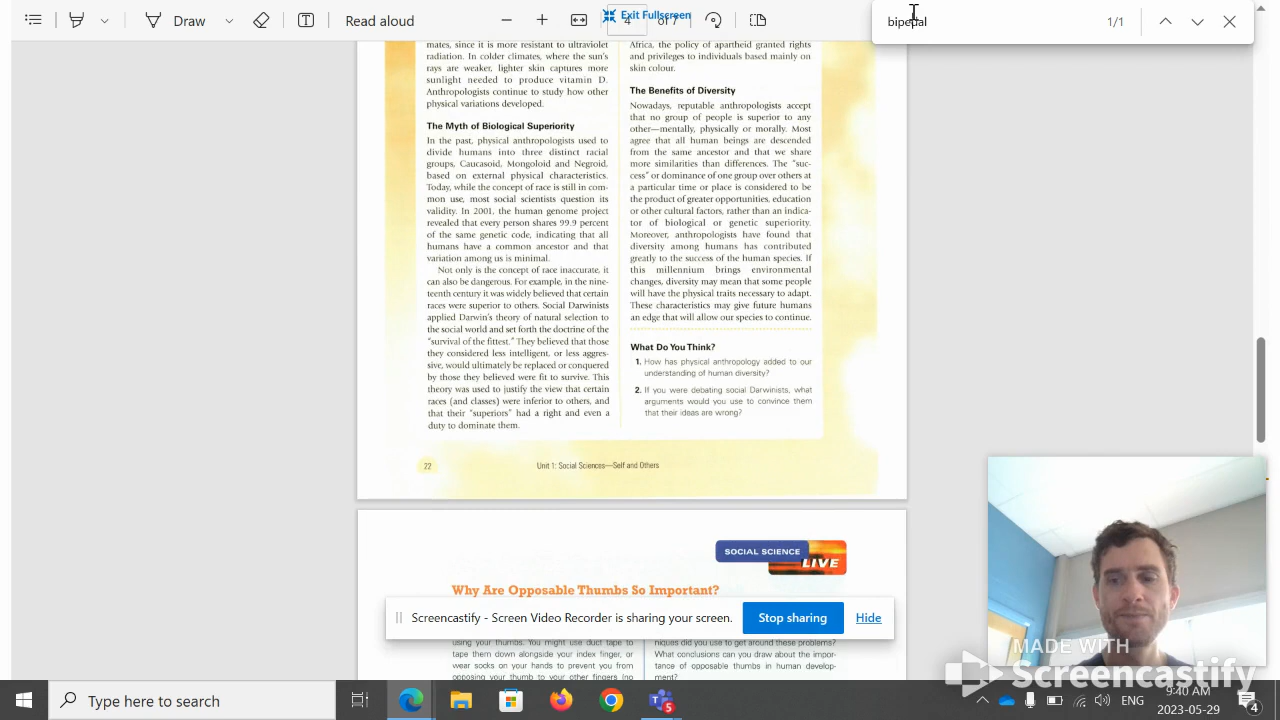 Draw
Read aloud
4
of 7
Exit Fullscreen
bipedal
1/1
mates, since it is more resistant to ultraviolet
radiation. In colder climates, where the sun's
rays are weaker, lighter skin captures more
sunlight needed to produce vitamin D.
Anthropologists continue to study how other
physical variations developed.
The Myth of Biological Superiority
In the past, physical anthropologists used to
divide humans into three distinct racial
groups, Caucasoid, Mongoloid and Negroid,
based on external physical characteristics.
Today, while the concept of race is still in com-
mon use, most social scientists question its
validity. In 2001, the human genome project
revealed that every person shares 99.9 percent
of the same genetic code, indicating that all
humans have a common ancestor and that
variation among us is minimal.
Not only is the concept of race inaccurate, it
can also be dangerous. For example, in the nine-
teenth century it was widely believed that certain
races were superior to others. Social Darwinists
applied Darwin's theory of natural selection to
the social world and set forth the doctrine of the
"survival of the fittest." They believed that those
they considered less intelligent, or less aggres-
sive, would ultimately be replaced or conquered
by those they believed were fit to survive. This
theory was used to justify the view that certain
races (and classes) were inferior to others, and
that their "superiors" had a right and even a
duty to dominate them.
Africa, the policy of apartheid granted rights
and privileges to individuals based mainly on
skin colour.
The Benefits of Diversity
Nowadays, reputable anthropologists accept
that no group of people is superior to any
other—mentally, physically or morally. Most
agree that all human beings are descended
from the same ancestor and that we share
more similarities than differences. The "suc-
cess" or dominance of one group over others at
a particular time or place is considered to be
the product of greater opportunities, education
or other cultural factors, rather than an indica-
tor of biological or genetic superiority.
Moreover, anthropologists have found that
diversity among humans has contributed
greatly to the success of the human species. If
this millennium brings environmental
changes, diversity may mean that some people
will have the physical traits necessary to adapt.
These characteristics may give future humans
an edge that will allow our species to continue.
What Do You Think?
1. How has physical anthropology added to our
understanding of human diversity?
2. If you were debating social Darwinists, what
arguments would you use to convince them
that their ideas are wrong?
22
Unit 1: Social Sciences—Self and Others
SOCIAL SCIENCE
LIVE
Why Are Opposable Thumbs So Important?
Screencastify - Screen Video Recorder is sharing your screen.
Stop sharing
Hide
using your thumbs. You might use duct tape to
tape them down alongside your index finger, or
wear socks on your hands to prevent you from
opposing your thumb to your other fingers (no
niques did you use to get around these problems?
What conclusions can you draw about the impor-
tance of opposable thumbs in human develop-
ment?
MADE WITH
Screencastify
Type here to search
5
ENG
9:40 AM
2023-05-29
4